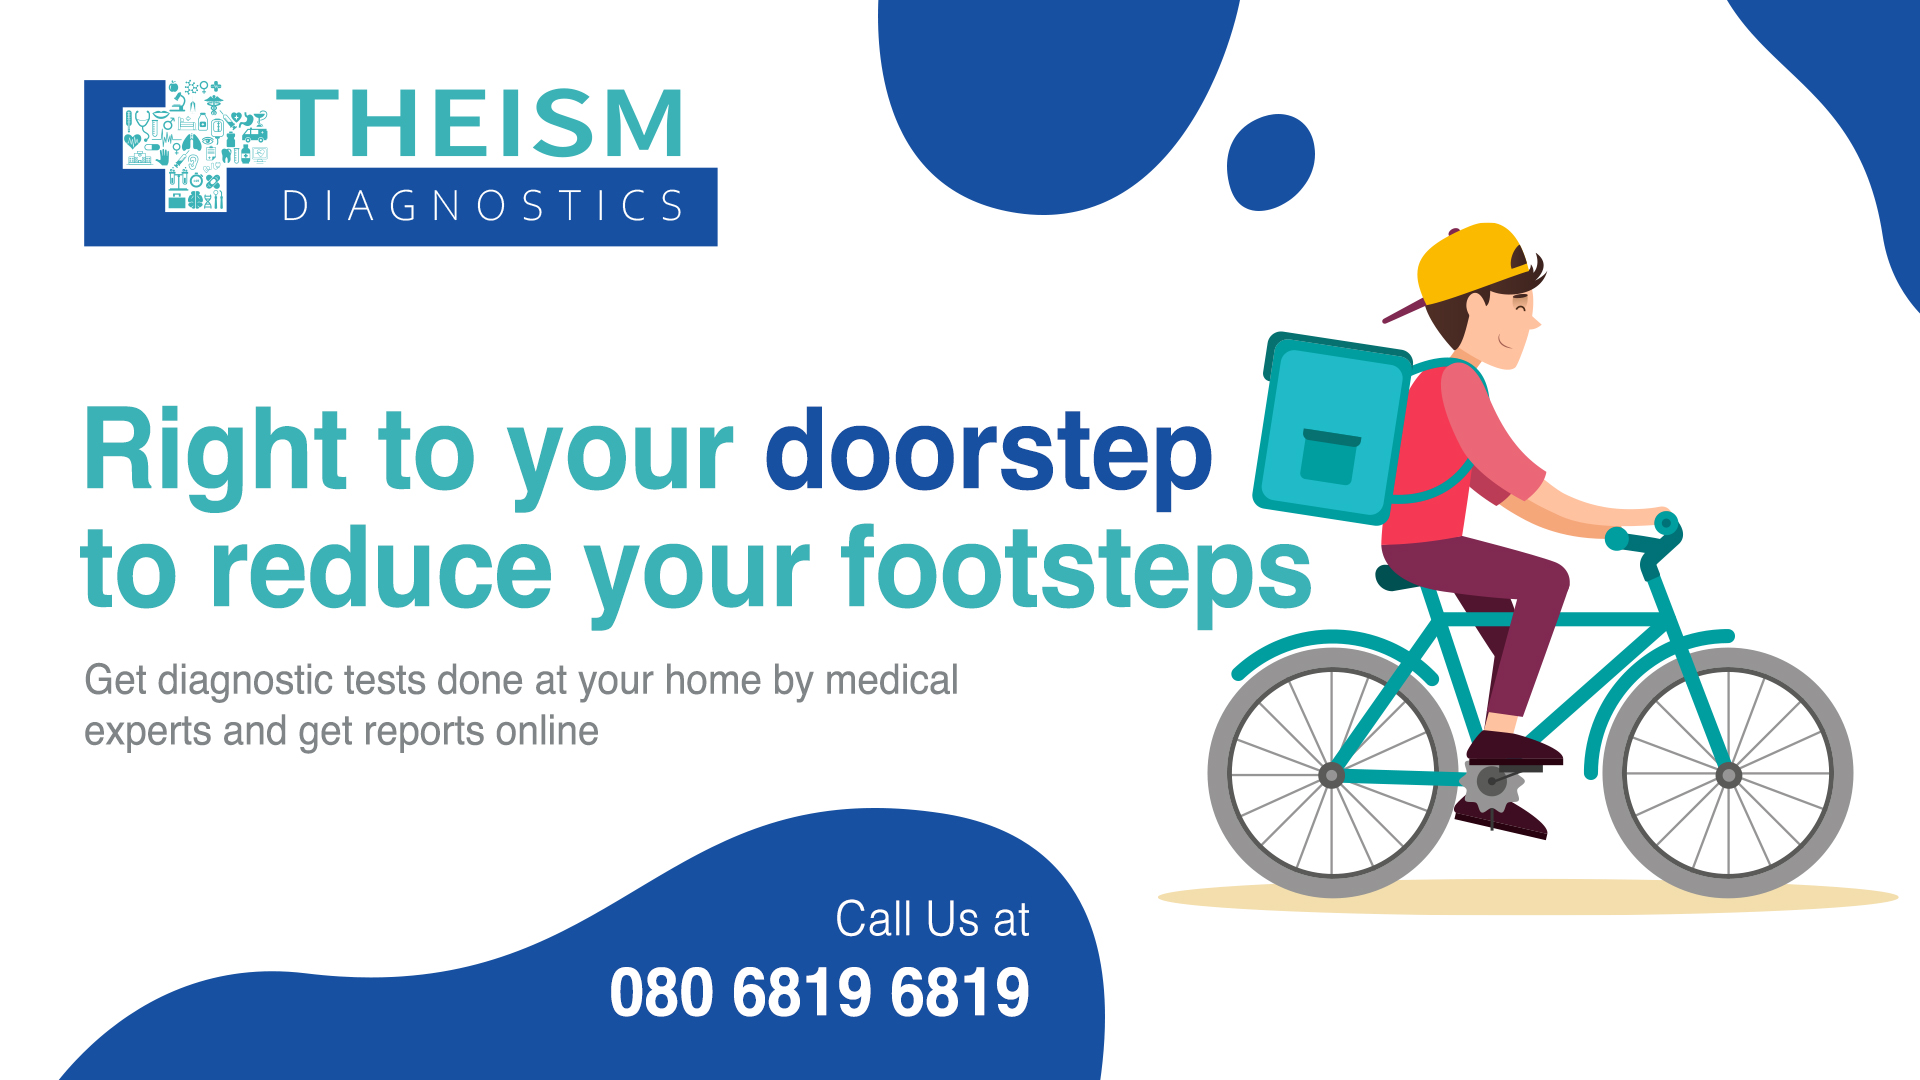 THEISM
DIAGNOSTICS
Right to your doorstep
to reduce your footsteps
Get diagnostic tests done at your home by medical
experts and get reports online
Call Us at
080 6819 6819